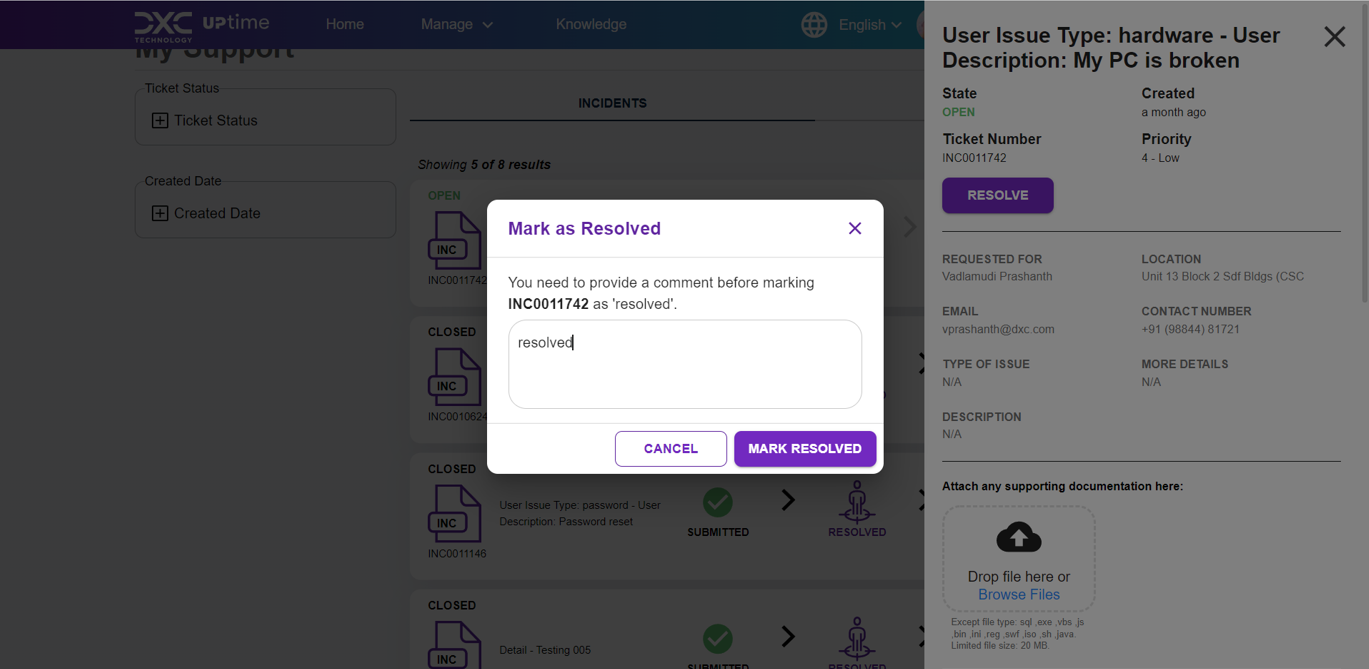 DXC
TECHNOLOGY
UPtime
Home
Manage
Knowledge
English
My Support
Ticket Status
Ticket Status
Created Date
Created Date
INCIDENTS
Showing 5 of 8 results
OPEN
INC
INC0011742
CLOSED
INC
INC0010624
CLOSED
INC
INC0011146
User Issue Type: password - User
Description: Password reset
SUBMITTED
RESOLVED
CLOSED
INC
Detail - Testing 005
SUBMITTED
RESOLVED
Mark as Resolved
You need to provide a comment before marking
INC0011742 as 'resolved'.
resolved
CANCEL
MARK RESOLVED
User Issue Type: hardware - User
Description: My PC is broken
State
Created
OPEN
a month ago
Ticket Number
Priority
INC0011742
4 - Low
RESOLVE
REQUESTED FOR
LOCATION
Vadlamudi Prashanth
Unit 13 Block 2 Sdf Bldgs (CSC
EMAIL
CONTACT NUMBER
vprashanth@dxc.com
+91 (98844) 81721
TYPE OF ISSUE
MORE DETAILS
N/A
N/A
DESCRIPTION
N/A
Attach any supporting documentation here:
Drop file here or
Browse Files
Except file type: sql ,exe ,vbs ,js
,bin ,ini ,reg ,swf ,iso ,sh ,java.
Limited file size: 20 MB.